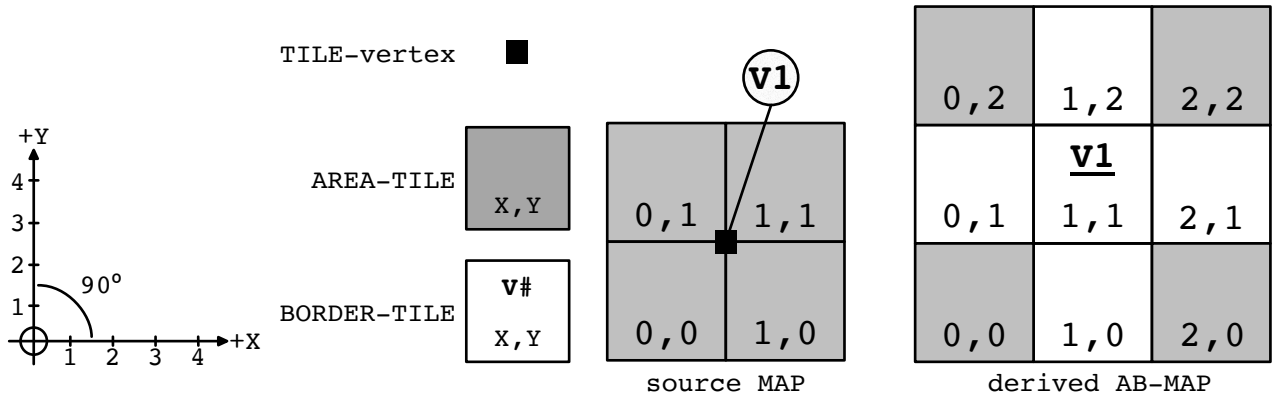 TILE-vertex
AREA-TILE
X,Y
BORDER-TILE
V#
X,Y
+Y
4
3
2
1
90°
1 2 3 4
+X
V1
0,1 1,1
0,0 1,0
source MAP
0,2 1,2 2,2
V1
0,1 1,1 2,1
0,0 1,0 2,0
derived AB-MAP